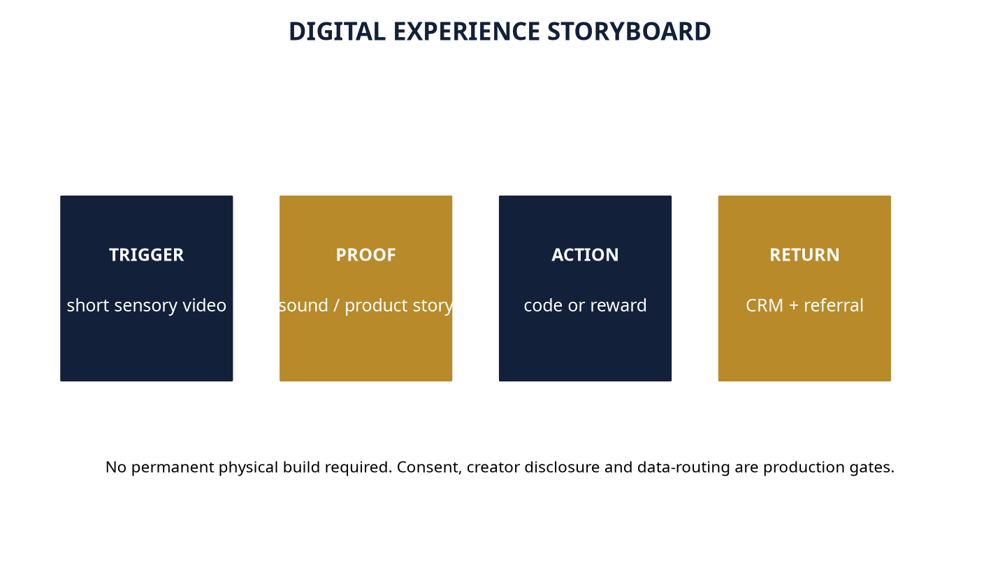 DIGITAL EXPERIENCE STORYBOARD
TRIGGER
short sensory video
PROOF
sound / product story
ACTION
code or reward
RETURN
CRM + referral
No permanent physical build required. Consent, creator disclosure and data-routing are production gates.